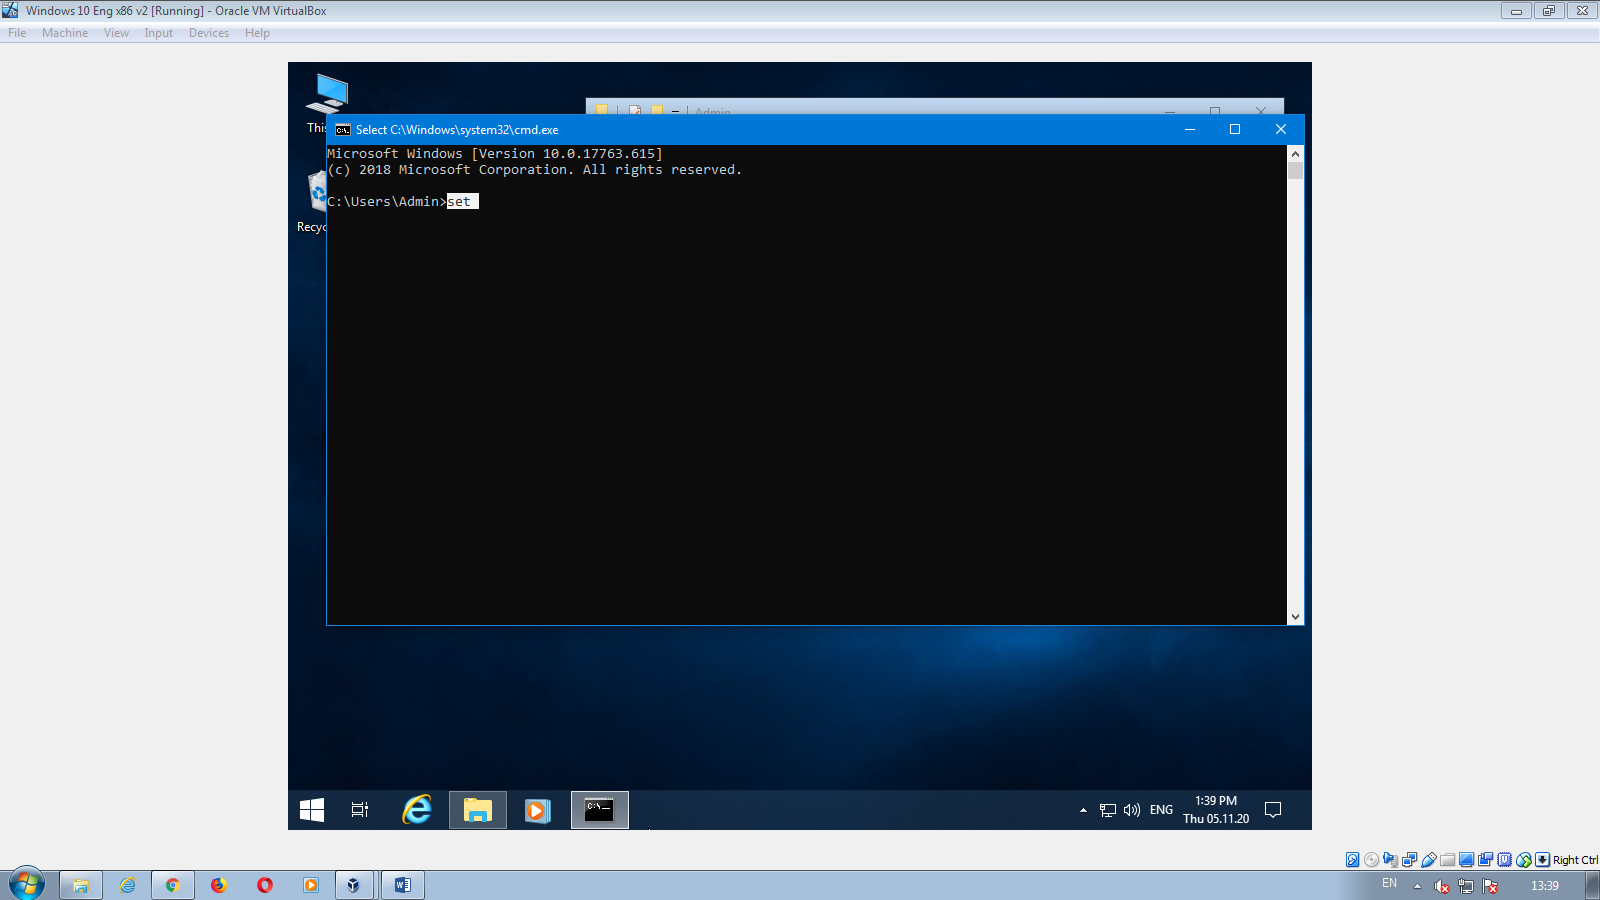 Windows 10 Eng x86 v2 [Running] - Oracle VM VirtualBox
File Machine View Input Devices Help
Admin
Select C:\Windows\system32\cmd.exe
Microsoft Windows [Version 10.0.17763.615]
(c) 2018 Microsoft Corporation. All rights reserved.
C:\Users\Admin>set
C:\_
ENG
1:39 PM
Thu 05.11.20
Right Ctrl
EN
13:39